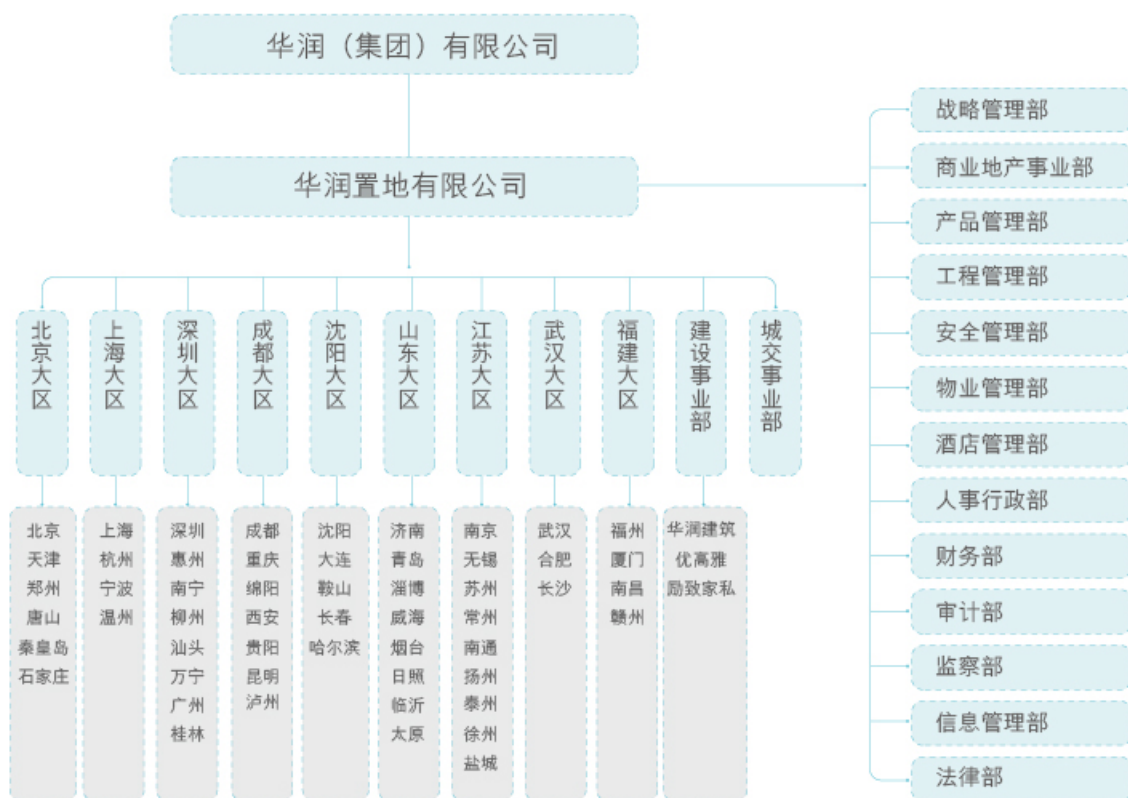 华润（集团）有限公司
华润置地有限公司
战略管理部
商业地产事业部
产品管理部
工程管理部
安全管理部
物业管理部
酒店管理部
人事行政部
财务部
审计部
监察部
信息管理部
法律部
北京大区
上海大区
深圳大区
成都大区
沈阳大区
山东大区
江苏大区
武汉大区
福建大区
建设事业部
城交事业部
北京
天津
郑州
唐山
秦皇岛
石家庄
上海
杭州
宁波
温州
深圳
惠州
南宁
柳州
汕头
万宁
广州
桂林
成都
重庆
绵阳
西安
贵阳
昆明
泸州
沈阳
大连
鞍山
长春
哈尔滨
济南
青岛
淄博
威海
烟台
日照
临沂
太原
南京
无锡
苏州
常州
南通
扬州
泰州
徐州
盐城
武汉
合肥
长沙
福州
厦门
南昌
赣州
华润建筑
优高雅
励致家私